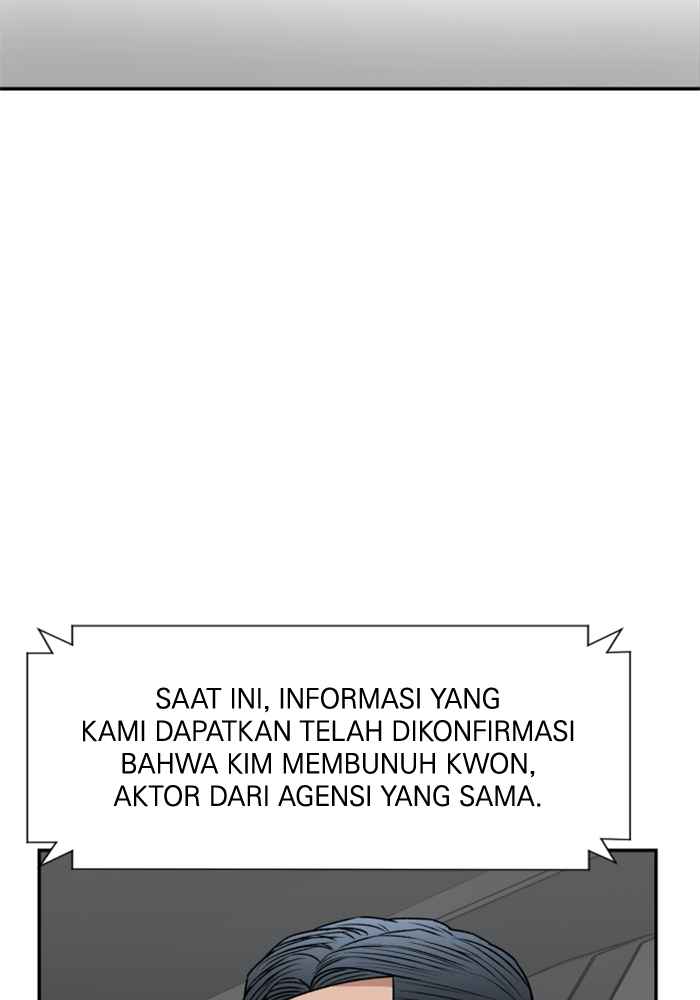 SAAT INI, INFORMASI YANG
KAMI DAPATKAN TELAH DIKONFIRMASI
BAHWA KIM MEMBUNUH KWON,
AKTOR DARI AGENSI YANG SAMA.